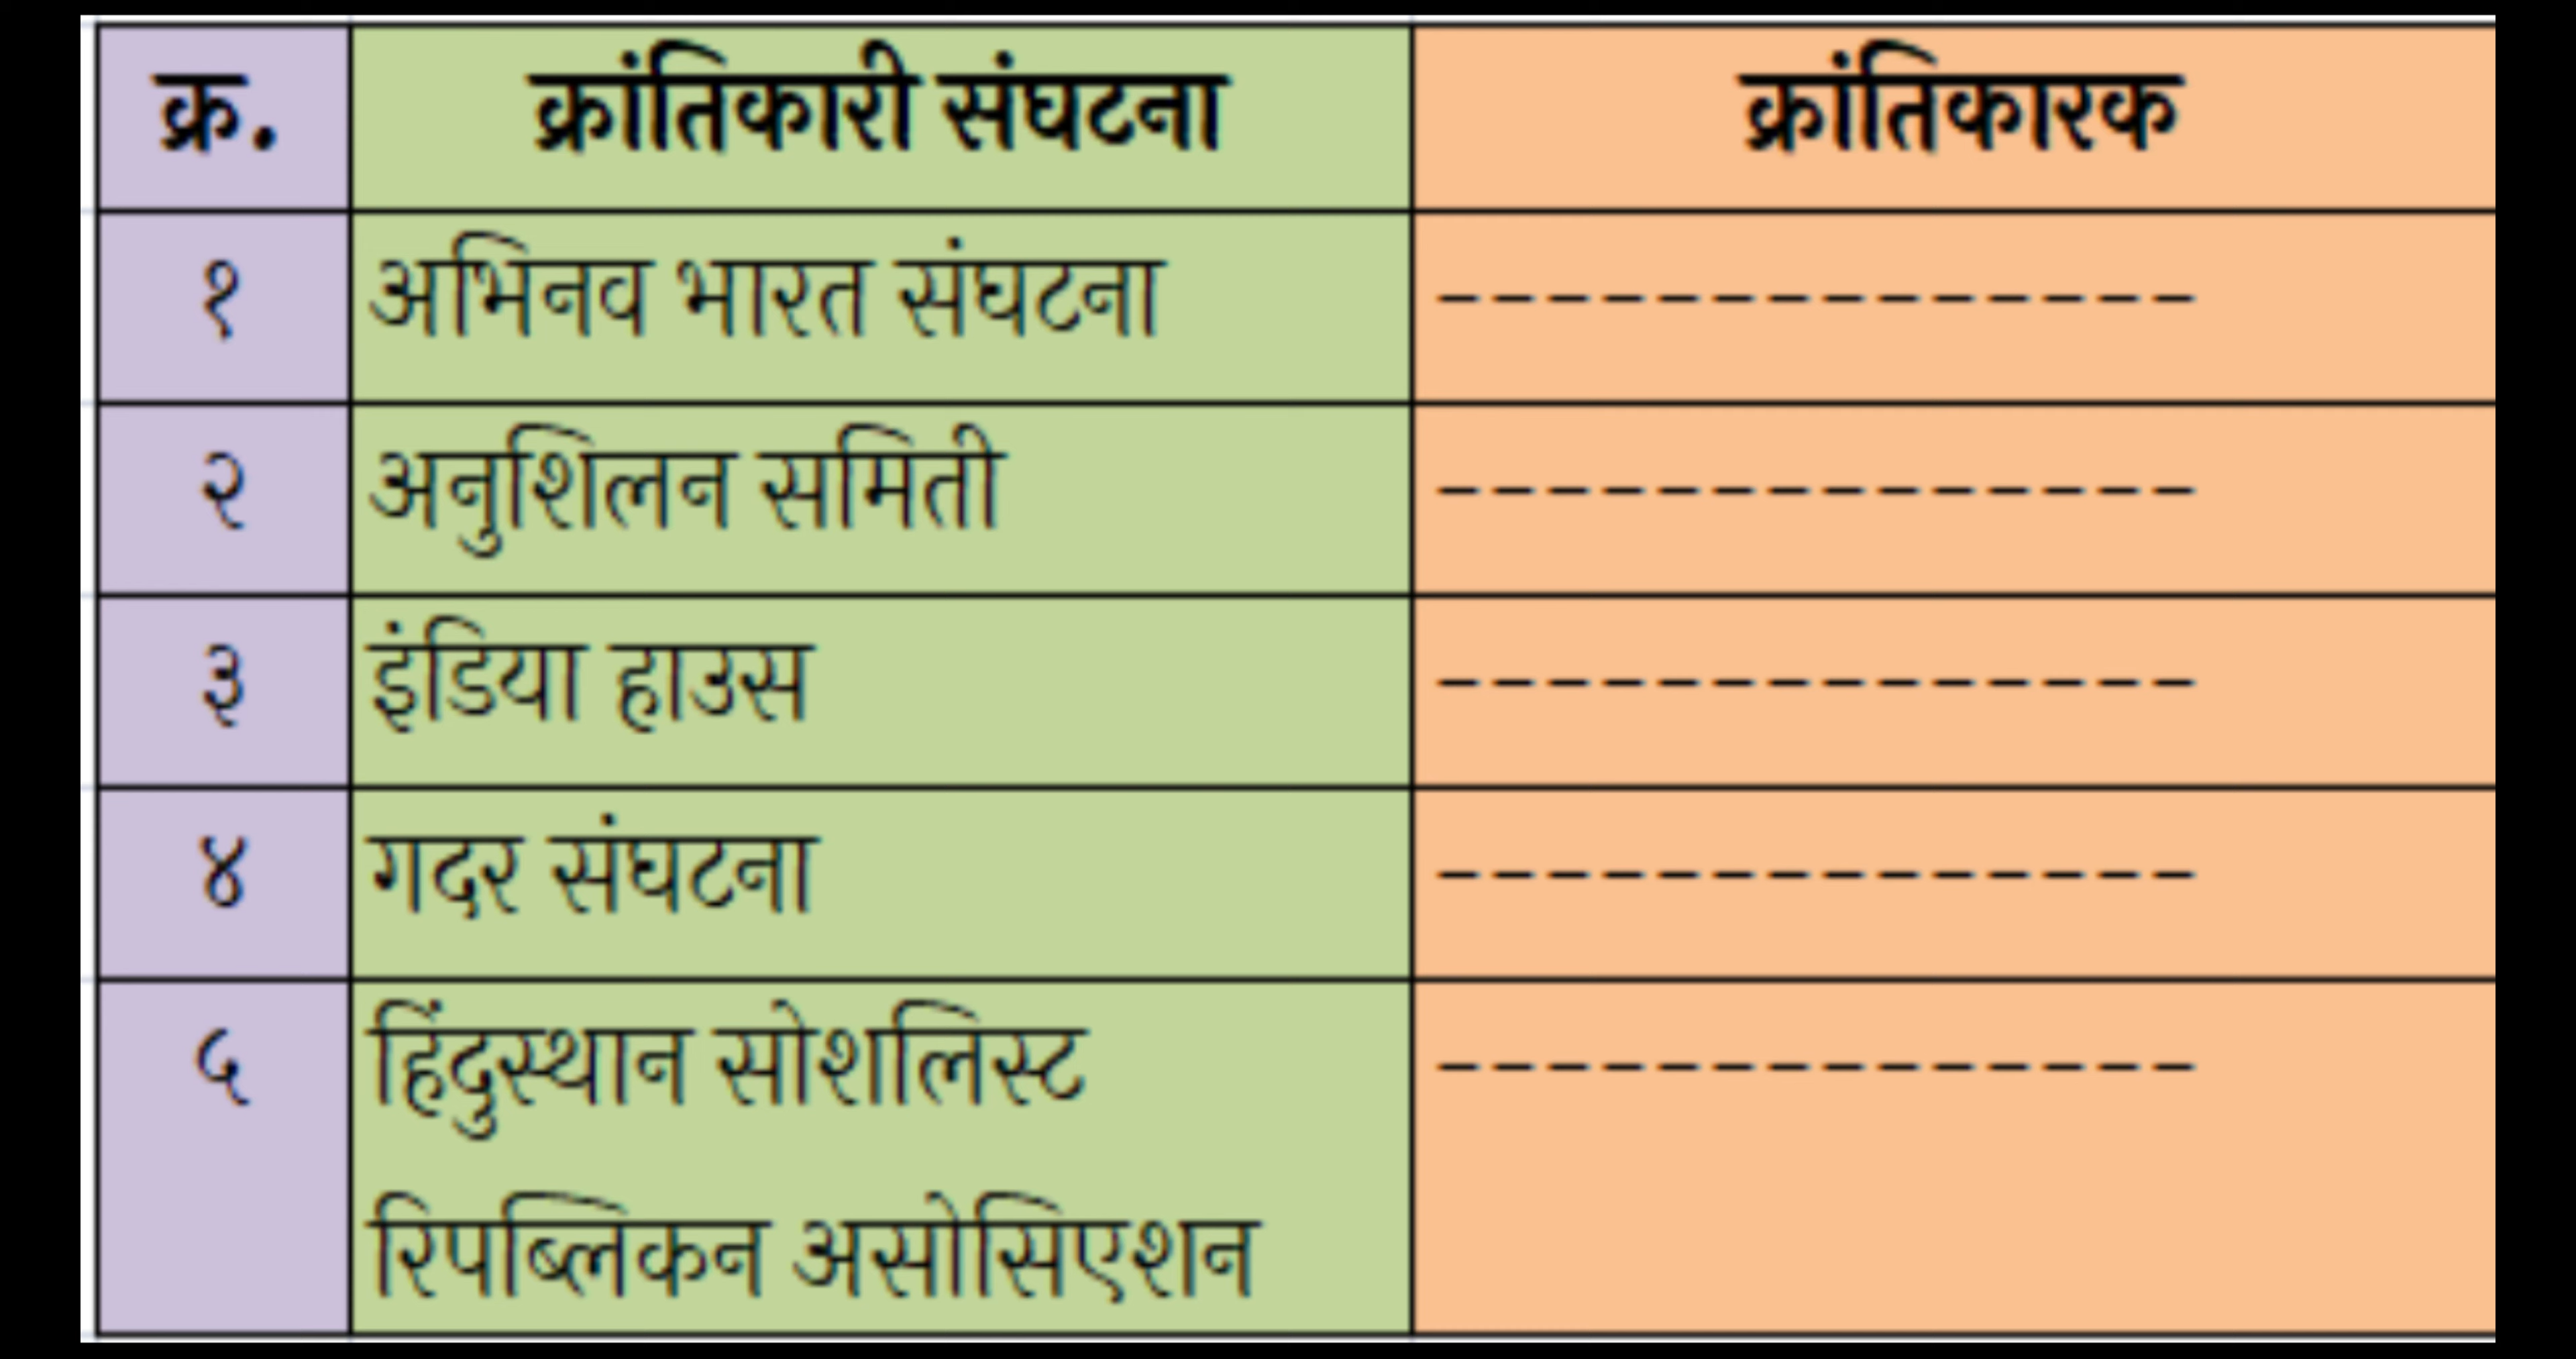 क्र. क्रांतिकारी संघटना क्रांतिकारक
१ अभिनव भारत संघटना --------------
२ अनुशिलन समिती --------------
३ इंडिया हाउस --------------
४ गदर संघटना --------------
५ हिंदुस्थान सोशलिस्ट --------------
रिपब्लिकन असोसिएशन